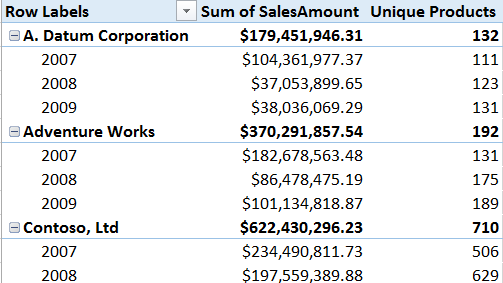 Row Labels Sum of SalesAmount Unique Products
A. Datum Corporation $179,451,946.31 132
2007 $104,361,977.37 111
2008 $37,053,899.65 123
2009 $38,036,069.29 131
Adventure Works $370,291,857.54 192
2007 $182,678,563.48 131
2008 $86,478,475.19 175
2009 $101,134,818.87 189
Contoso, Ltd $622,430,296.23 710
2007 $234,490,811.73 506
2008 $197,559,389.88 629